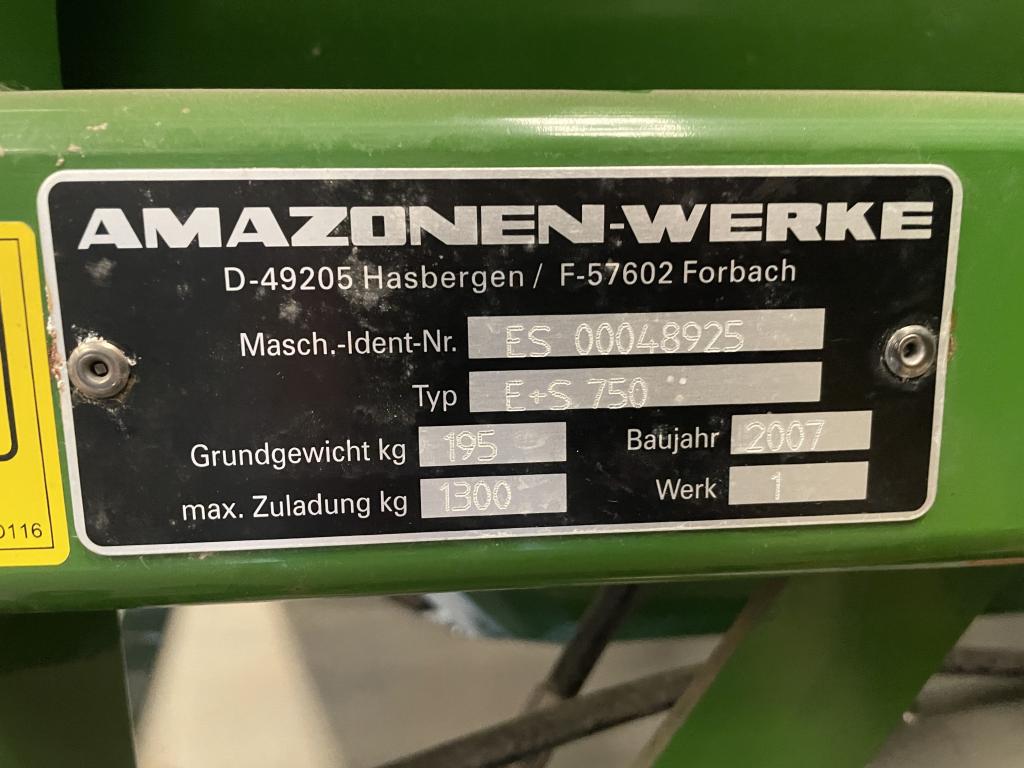 AMAZONEN-WERKE
D-49205 Hasbergen / F-57602 Forbach
Masch.-Ident-Nr. ES 00048925
Typ E+S 750
Grundgewicht kg 195 Baujahr 2007
max. Zuladung kg 1300 Werk 1